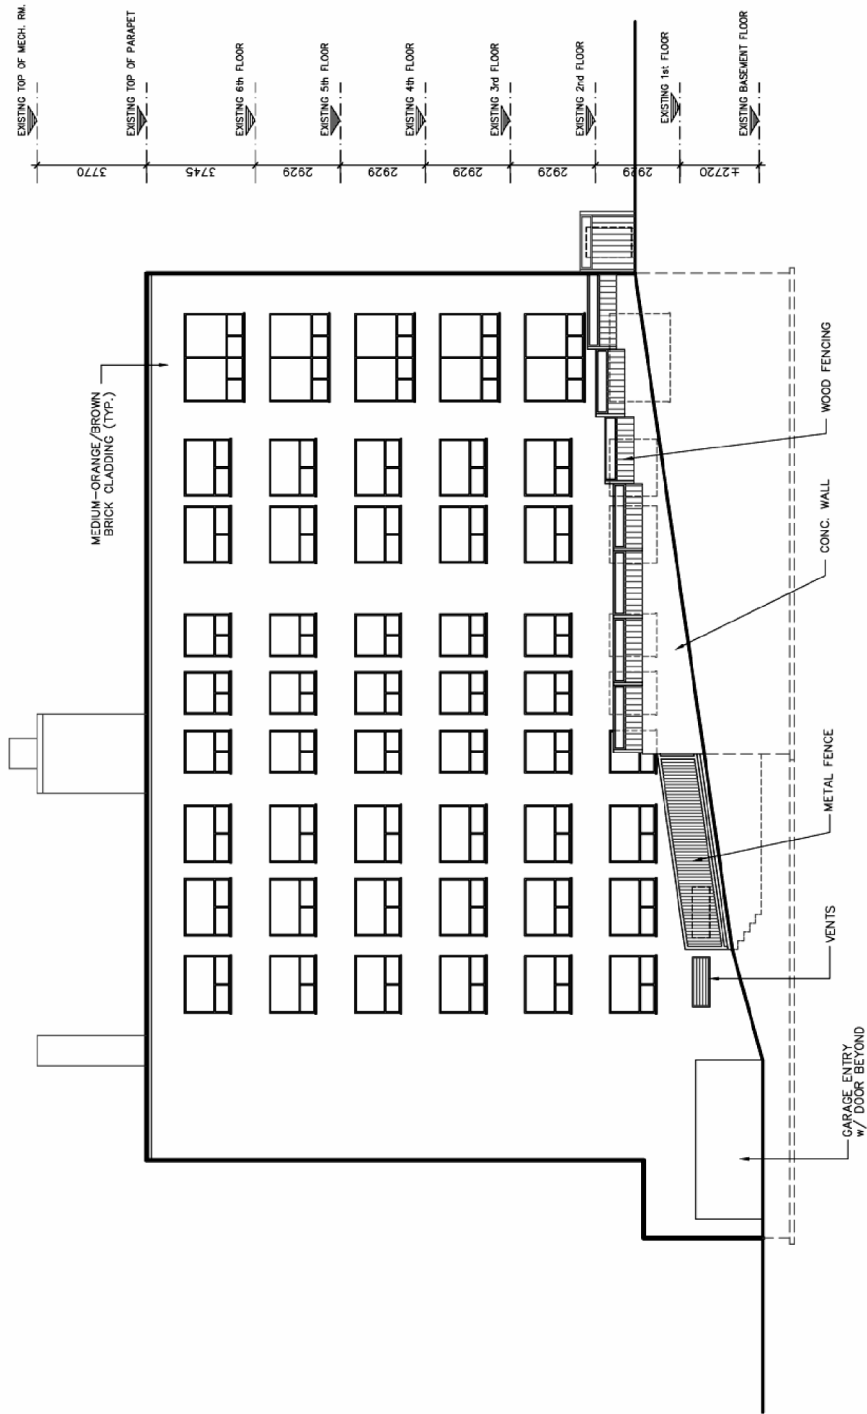 EXISTING TOP OF MECH. RM.
EXISTING TOP OF PARAPET
EXISTING 6th FLOOR
EXISTING 5th FLOOR
EXISTING 4th FLOOR
EXISTING 3rd FLOOR
EXISTING 2nd FLOOR
EXISTING 1st FLOOR
EXISTING BASEMENT FLOOR
3770
3745
2929
2929
2929
2929
2929
±2720
MEDIUM-ORANGE/BROWN
BRICK CLADDING (TYP.)
WOOD FENCING
CONC. WALL
METAL FENCE
VENTS
GARAGE ENTRY
w/ DOOR BEYOND